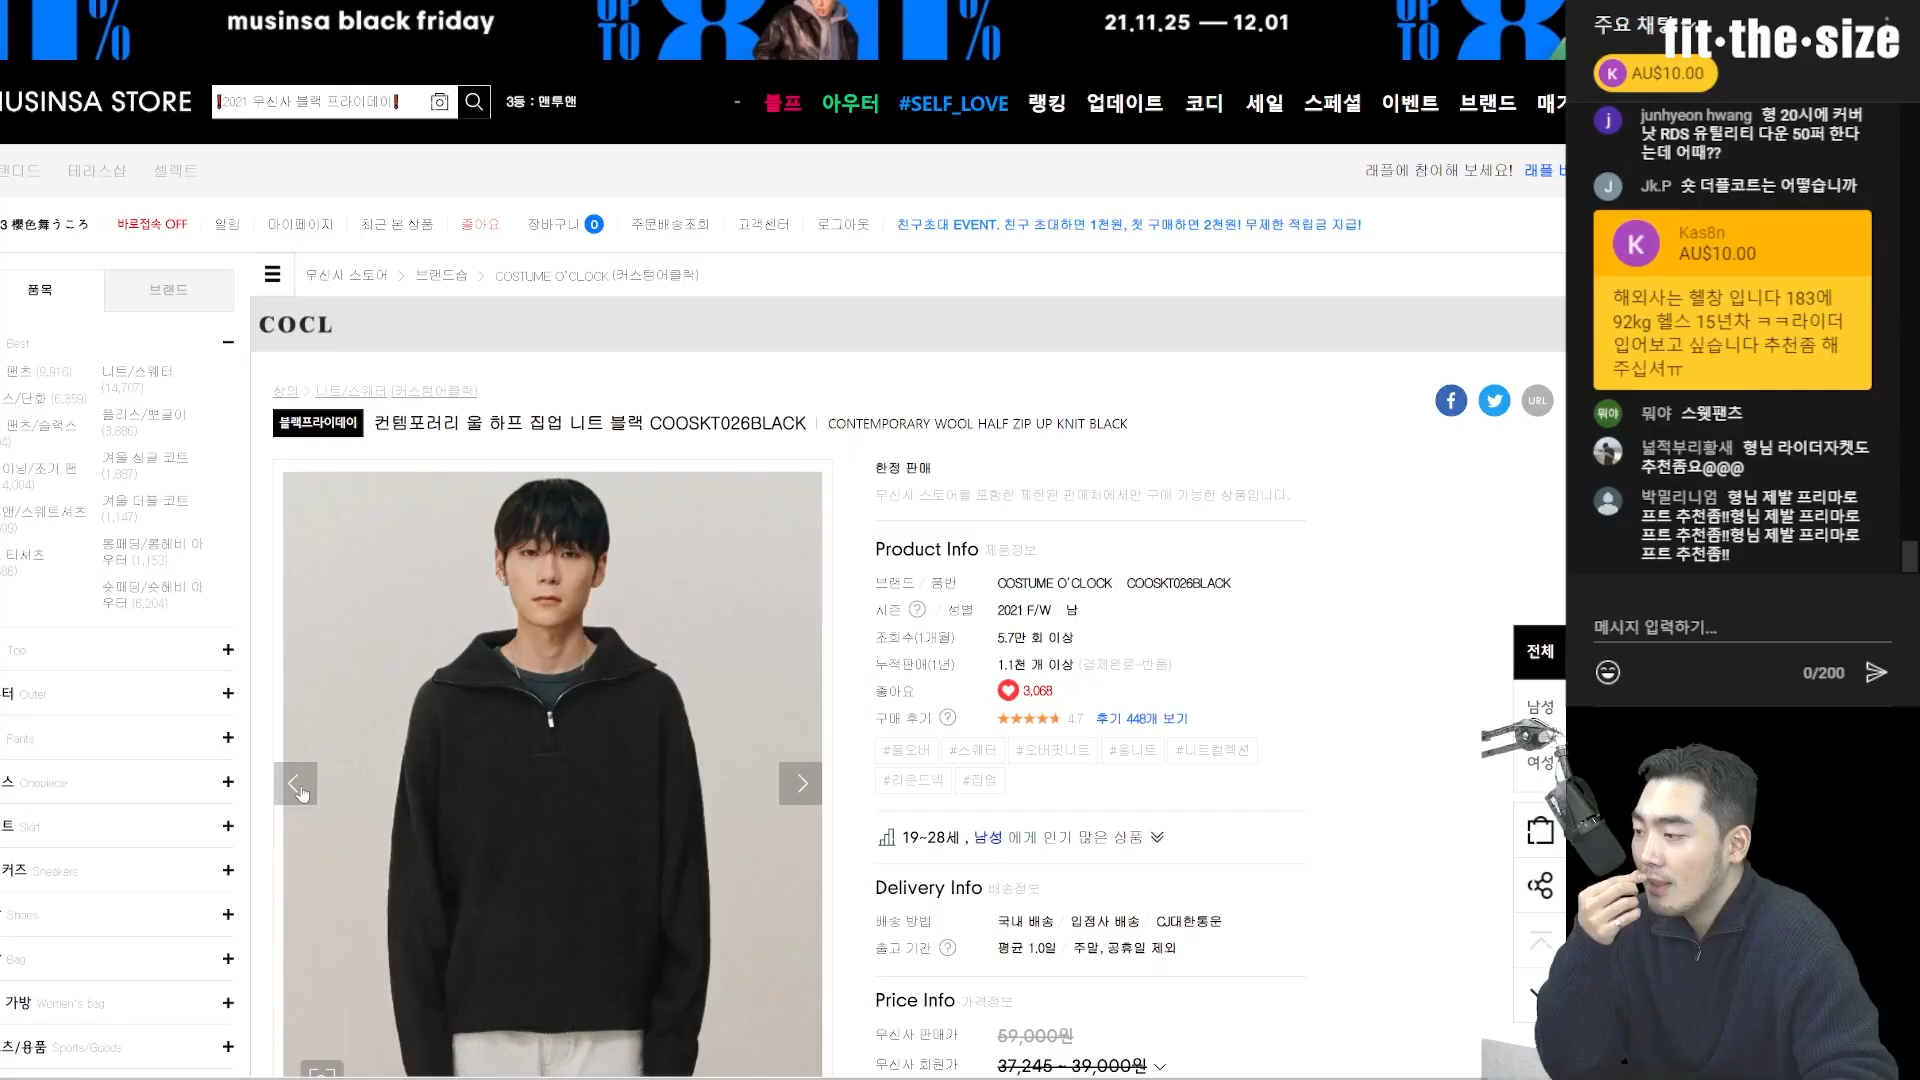 musinsa black friday
UP TO
%
21.11.25 — 12.01
UP TO
MUSINSA STORE
❗2021 무신사 블랙 프라이데이❗
3등 : 맨투맨
블프
아우터
#SELF_LOVE
랭킹
업데이트
코디
세일
스페셜
이벤트
브랜드
테라스샵
셀렉트
래플에 참여해 보세요!
래플
3 櫻色舞うころ
바로접속 OFF
알림
마이페이지
최근 본 상품
좋아요
장바구니 0
주문배송조회
고객센터
로그아웃
친구초대 EVENT. 친구 초대하면 1천원, 첫 구매하면 2천원! 무제한 적립금 지급!
품목
브랜드
무신사 스토어 > 브랜드숍 > COSTUME O'CLOCK (커스텀어클락)
COCL
Best
팬츠 (9,916)
스/단화 (6,359)
팬츠/슬랙스
이닝/조거 팬
4,004)
맨/스웨트셔츠
티셔츠
니트/스웨터
(14,707)
플리스/뽀글이
(3,886)
겨울 싱글 코트
(1,887)
겨울 더블 코트
(1,147)
롱패딩/롱헤비 아
우터 (1,153)
숏패딩/숏헤비 아
우터 (6,204)
Top
터 Outer
Pants
스 Onepiece
트 Skirt
커즈 Sneakers
Shoes
Bag
가방 Women's bag
츠/용품 Sports/Goods
상의 > 니트/스웨터 (커스텀어클락)
블랙프라이데이
컨템포러리 울 하프 집업 니트 블랙 COOSKT026BLACK
CONTEMPORARY WOOL HALF ZIP UP KNIT BLACK
URL
한정 판매
무신사 스토어를 포함한 제한된 판매처에서만 구매 가능한 상품입니다.
Product Info 제품정보
브랜드 / 품번 COSTUME O'CLOCK COOSKT026BLACK
시즌 ? / 성별 2021 F/W 남
조회수(1개월) 5.7만 회 이상
누적판매(1년) 1.1천 개 이상 (결제완료-반품)
좋아요 3,068
구매 후기 ? ★★★★★ 4.7 후기 448개 보기
#풀오버 #스웨터 #오버핏니트 #울니트 #니트컬렉션
#라운드넥 #집업
19~28세 , 남성 에게 인기 많은 상품
Delivery Info 배송정보
배송 방법 국내 배송 / 입점사 배송 / CJ대한통운
출고 기간 ? 평균 1.0일 / 주말, 공휴일 제외
Price Info 가격정보
무신사 판매가 59,000원
무신사 회원가 37,245 ~ 39,000원
전체
남성
여성
주요 채팅
fit·the·size
K AU$10.00
j
junhyeon hwang 형 20시에 커버
낫 RDS 유틸리티 다운 50퍼 한다
는데 어때??
J
Jk.P 숏 더플코트는 어떻습니까
K
Kas8n
AU$10.00
해외사는 헬창 입니다 183에
92kg 헬스 15년차 ㅋㅋ라이더
입어보고 싶습니다 추천좀 해
주십셔ㅠ
뭐야
뭐야 스웻팬츠
넓적부리황새 형님 라이더자켓도
추천좀요@@@
박밀리니엄 형님 제발 프리마로
프트 추천좀!!형님 제발 프리마로
프트 추천좀!!형님 제발 프리마로
프트 추천좀!!
메시지 입력하기...
0/200